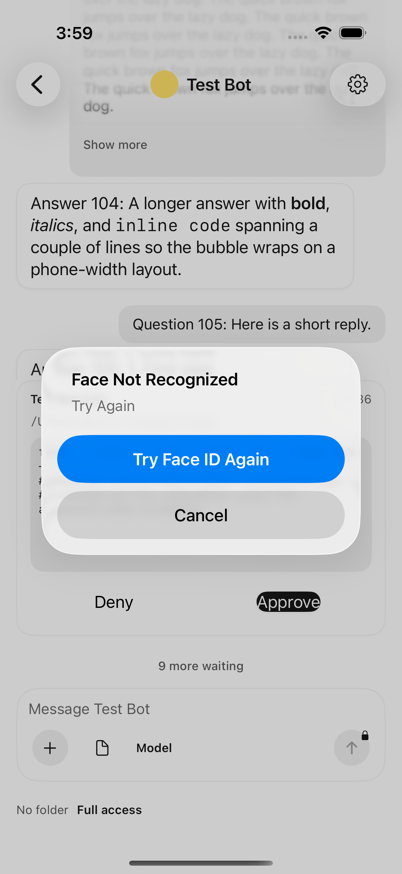 3:59
Test Bot
The quick brown fox jumps over the
dog.
Show more
Answer 104: A longer answer with bold,
italics, and inline code spanning a
couple of lines so the bubble wraps on a
phone-width layout.
Question 105: Here is a short reply.
Face Not Recognized
Try Again
Try Face ID Again
Cancel
Deny
Approve
9 more waiting
Message Test Bot
Model
No folder Full access